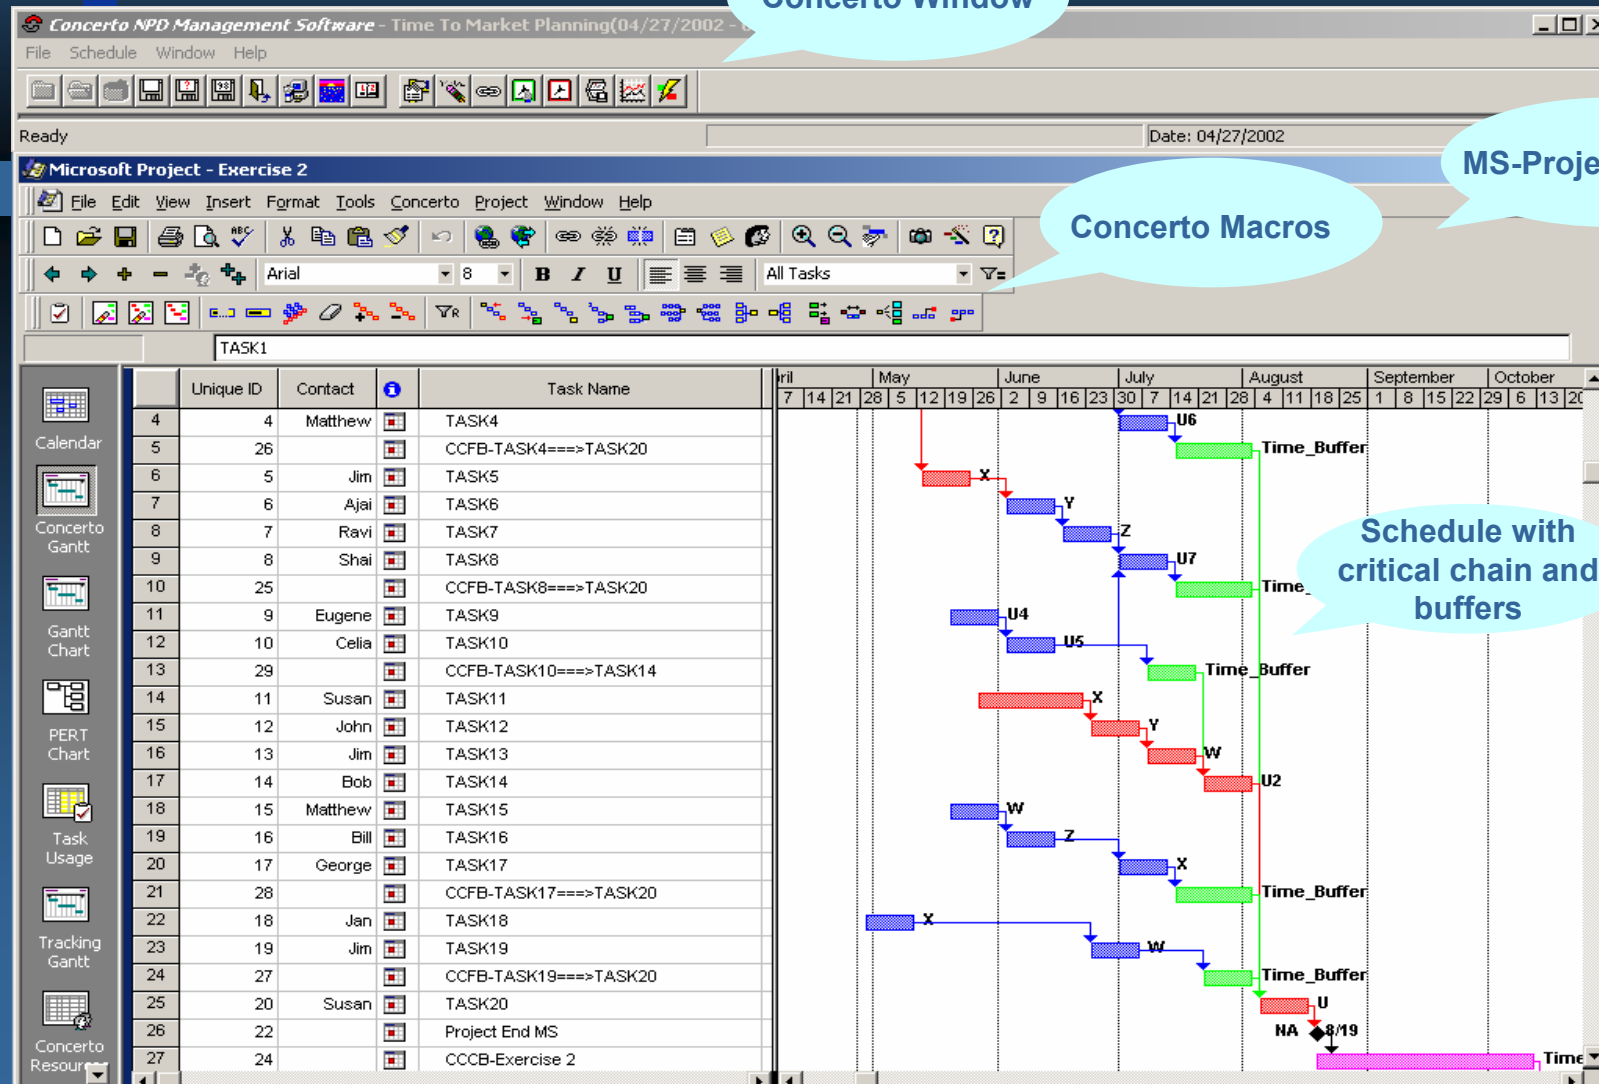 Concerto Window
Concerto NPD Management Software - Time To Market Planning(04/27/2002 -
File Schedule Window Help
Ready
Date: 04/27/2002
MS-Proje
Microsoft Project - Exercise 2
File Edit View Insert Format Tools Concerto Project Window Help
Concerto Macros
Arial 8 B I U All Tasks
TASK1
Unique ID Contact Task Name
ril May June July August September October
7 14 21 28 5 12 19 26 2 9 16 23 30 7 14 21 28 4 11 18 25 1 8 15 22 29 6 13 20
4 4 Matthew TASK4 U6
5 26 CCFB-TASK4===>TASK20 Time_Buffer
6 5 Jim TASK5 X
7 6 Ajai TASK6 Y
8 7 Ravi TASK7 Z
9 8 Shai TASK8 U7
10 25 CCFB-TASK8===>TASK20 Time_
11 9 Eugene TASK9 U4
12 10 Celia TASK10 U5
13 29 CCFB-TASK10===>TASK14 Time_Buffer
14 11 Susan TASK11 X
15 12 John TASK12 Y
16 13 Jim TASK13 W
17 14 Bob TASK14 U2
18 15 Matthew TASK15 W
19 16 Bill TASK16 Z
20 17 George TASK17 X
21 28 CCFB-TASK17===>TASK20 Time_Buffer
22 18 Jan TASK18 X
23 19 Jim TASK19 W
24 27 CCFB-TASK19===>TASK20 Time_Buffer
25 20 Susan TASK20 U
26 22 Project End MS NA 8/19
27 24 CCCB-Exercise 2 Time
Schedule with
critical chain and
buffers
Calendar
Concerto
Gantt
Gantt
Chart
PERT
Chart
Task
Usage
Tracking
Gantt
Concerto
Resour